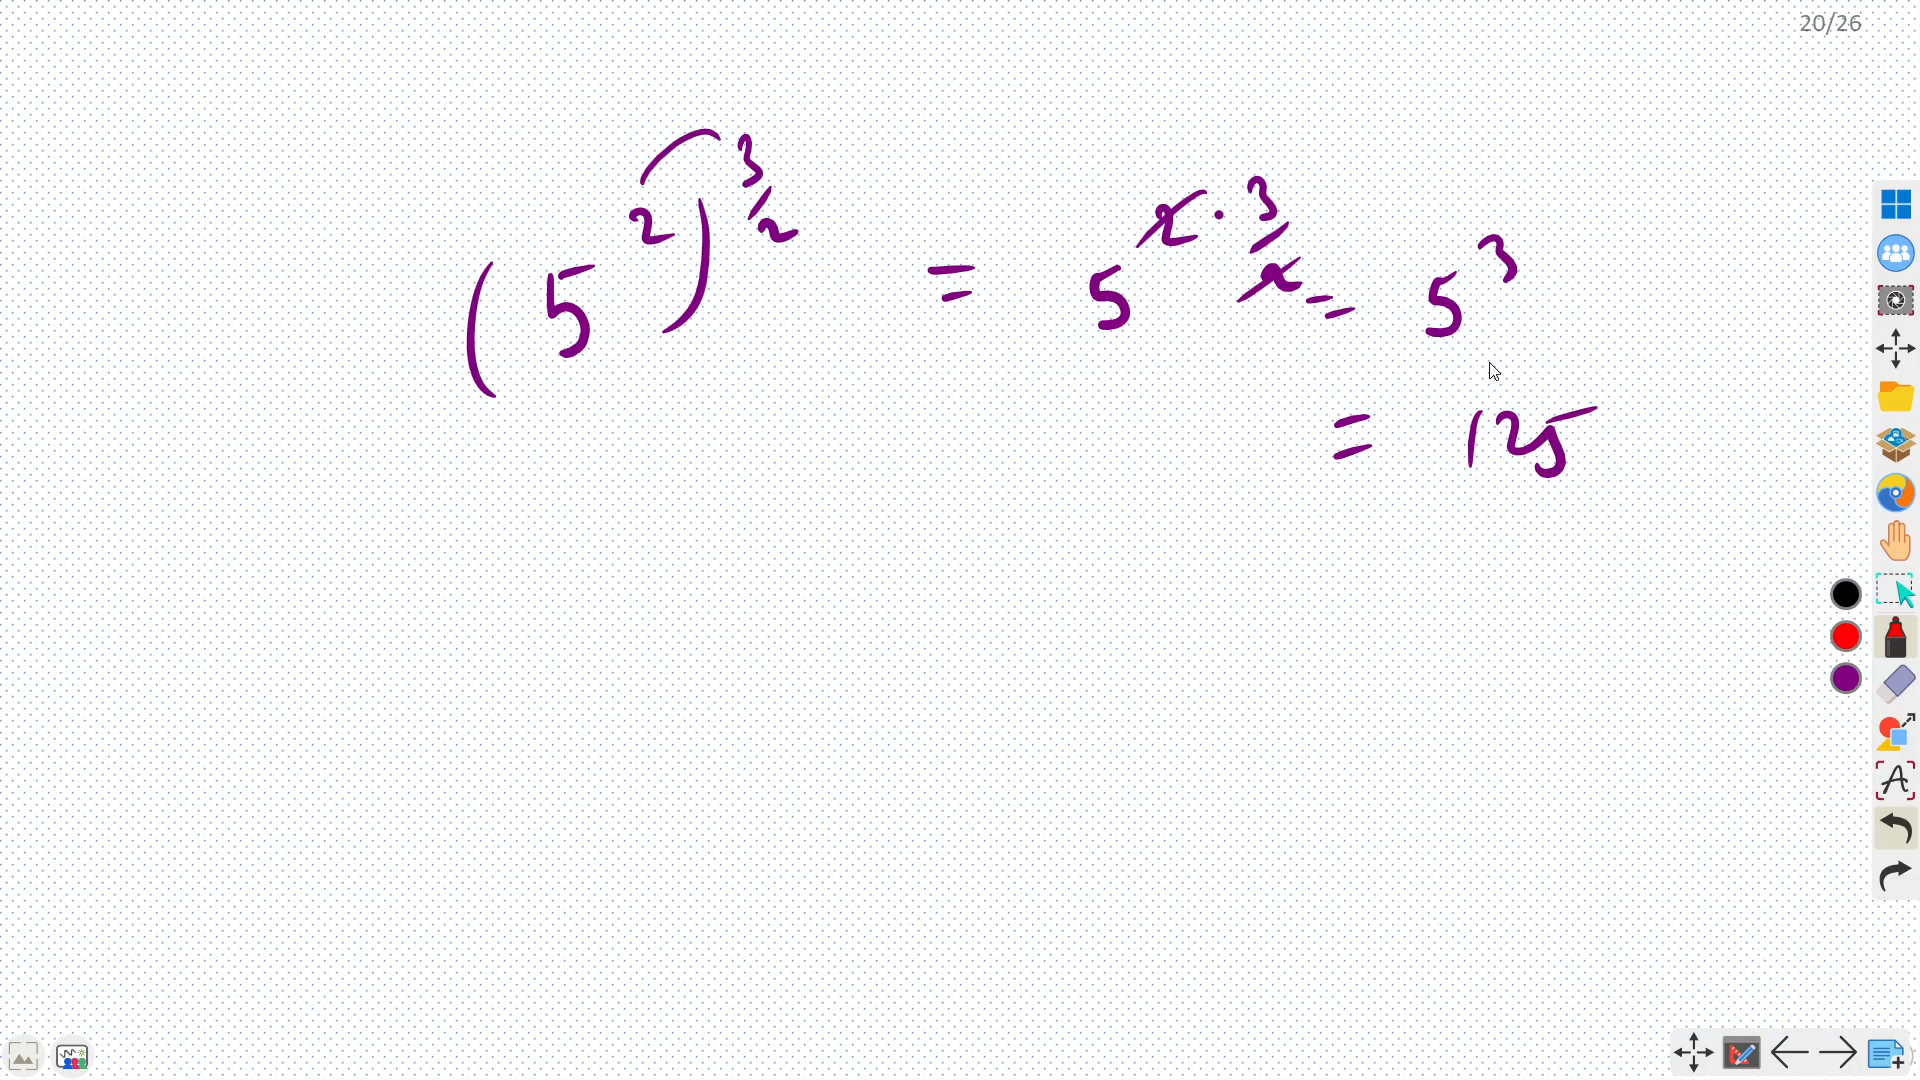 20/26
(5²)^3/2 = 5^2·3/2 = 5³
= 125